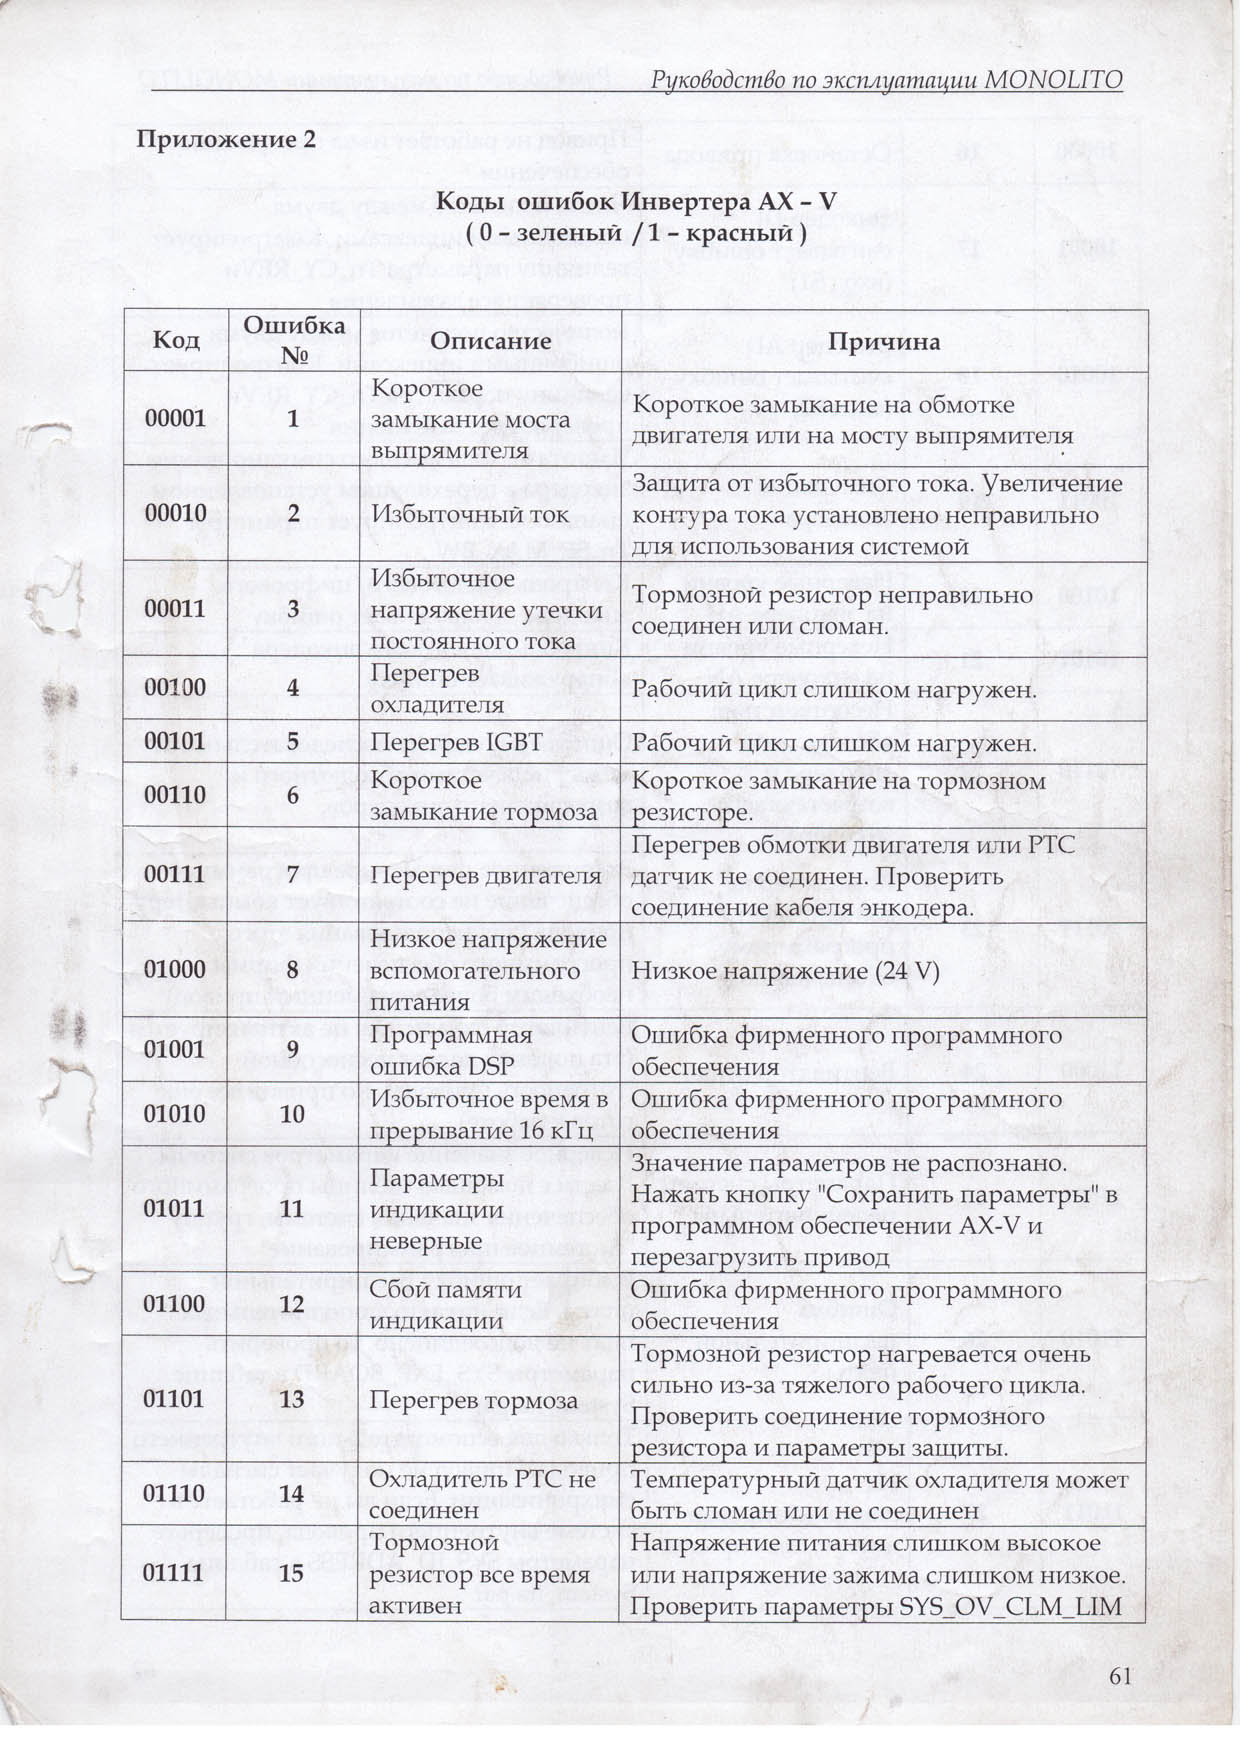 Руководство по эксплуатации MONOLITO
Приложение 2
Коды ошибок Инвертера AX – V
( 0 – зеленый / 1 – красный )
Код
Ошибка
№
Описание
Причина
00001
1
Короткое
замыкание моста
выпрямителя
Короткое замыкание на обмотке
двигателя или на мосту выпрямителя
00010
2
Избыточный ток
Защита от избыточного тока. Увеличение
контура тока установлено неправильно
для использования системой
00011
3
Избыточное
напряжение утечки
постоянного тока
Тормозной резистор неправильно
соединен или сломан.
00100
4
Перегрев
охладителя
Рабочий цикл слишком нагружен.
00101
5
Перегрев IGBT
Рабочий цикл слишком нагружен.
00110
6
Короткое
замыкание тормоза
Короткое замыкание на тормозном
резисторе.
00111
7
Перегрев двигателя
Перегрев обмотки двигателя или PTC
датчик не соединен. Проверить
соединение кабеля энкодера.
01000
8
Низкое напряжение
вспомогательного
питания
Низкое напряжение (24 V)
01001
9
Программная
ошибка DSP
Ошибка фирменного программного
обеспечения
01010
10
Избыточное время в
прерывание 16 кГц
Ошибка фирменного программного
обеспечения
01011
11
Параметры
индикации
неверные
Значение параметров не распознано.
Нажать кнопку "Сохранить параметры" в
программном обеспечении AX-V и
перезагрузить привод
01100
12
Сбой памяти
индикации
Ошибка фирменного программного
обеспечения
01101
13
Перегрев тормоза
Тормозной резистор нагревается очень
сильно из-за тяжелого рабочего цикла.
Проверить соединение тормозного
резистора и параметры защиты.
01110
14
Охладитель PTC не
соединен
Температурный датчик охладителя может
быть сломан или не соединен
01111
15
Тормозной
резистор все время
активен
Напряжение питания слишком высокое
или напряжение зажима слишком низкое.
Проверить параметры SYS_OV_CLM_LIM
61